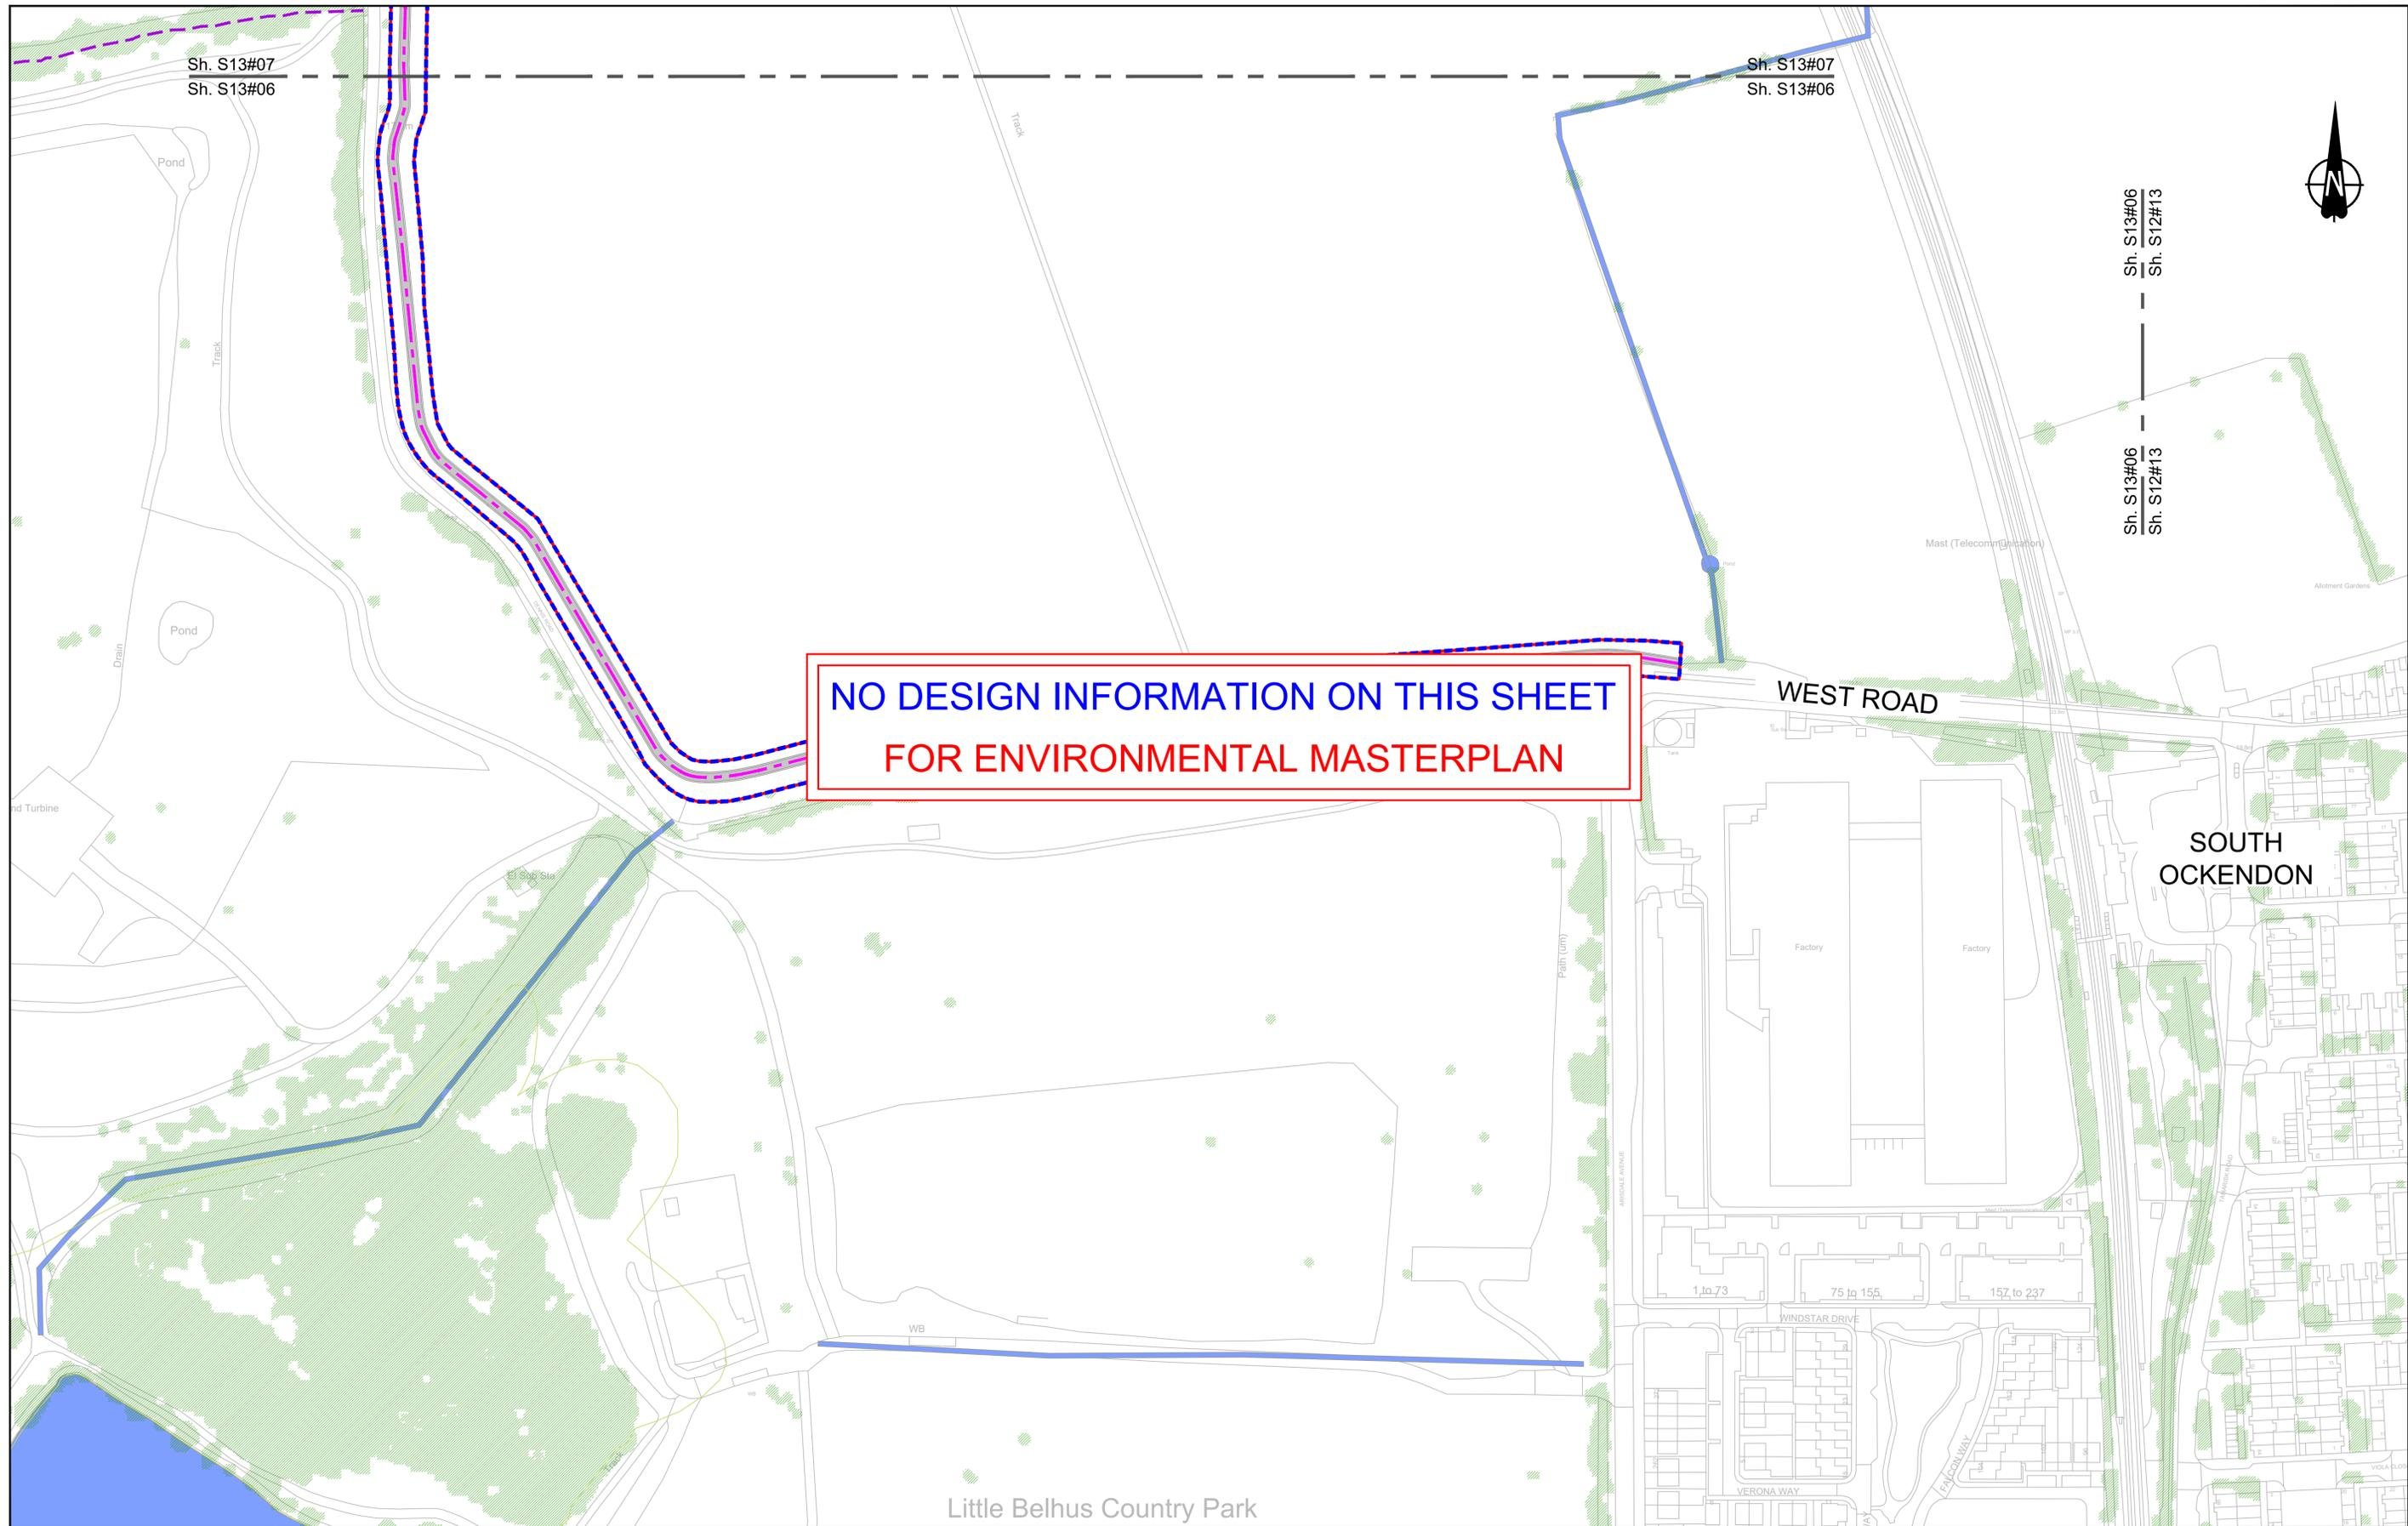 Sh. S13#07
Sh. S13#06
Sh. S13#07
Sh. S13#06
N
Track
Pond
Sh. S13#06
Sh. S12#13
Track
Sh. S13#06
Sh. S12#13
Mast (Telecommunication)
Allotment Gardens
Pond
Drain
NO DESIGN INFORMATION ON THIS SHEET
FOR ENVIRONMENTAL MASTERPLAN
WEST ROAD
nd Turbine
SOUTH
OCKENDON
El Sub Sta
Factory
Factory
Path (um)
1 to 73
75 to 155
157 to 237
WINDSTAR DRIVE
WB
Track
FALCON WAY
VERONA WAY
Little Belhus Country Park